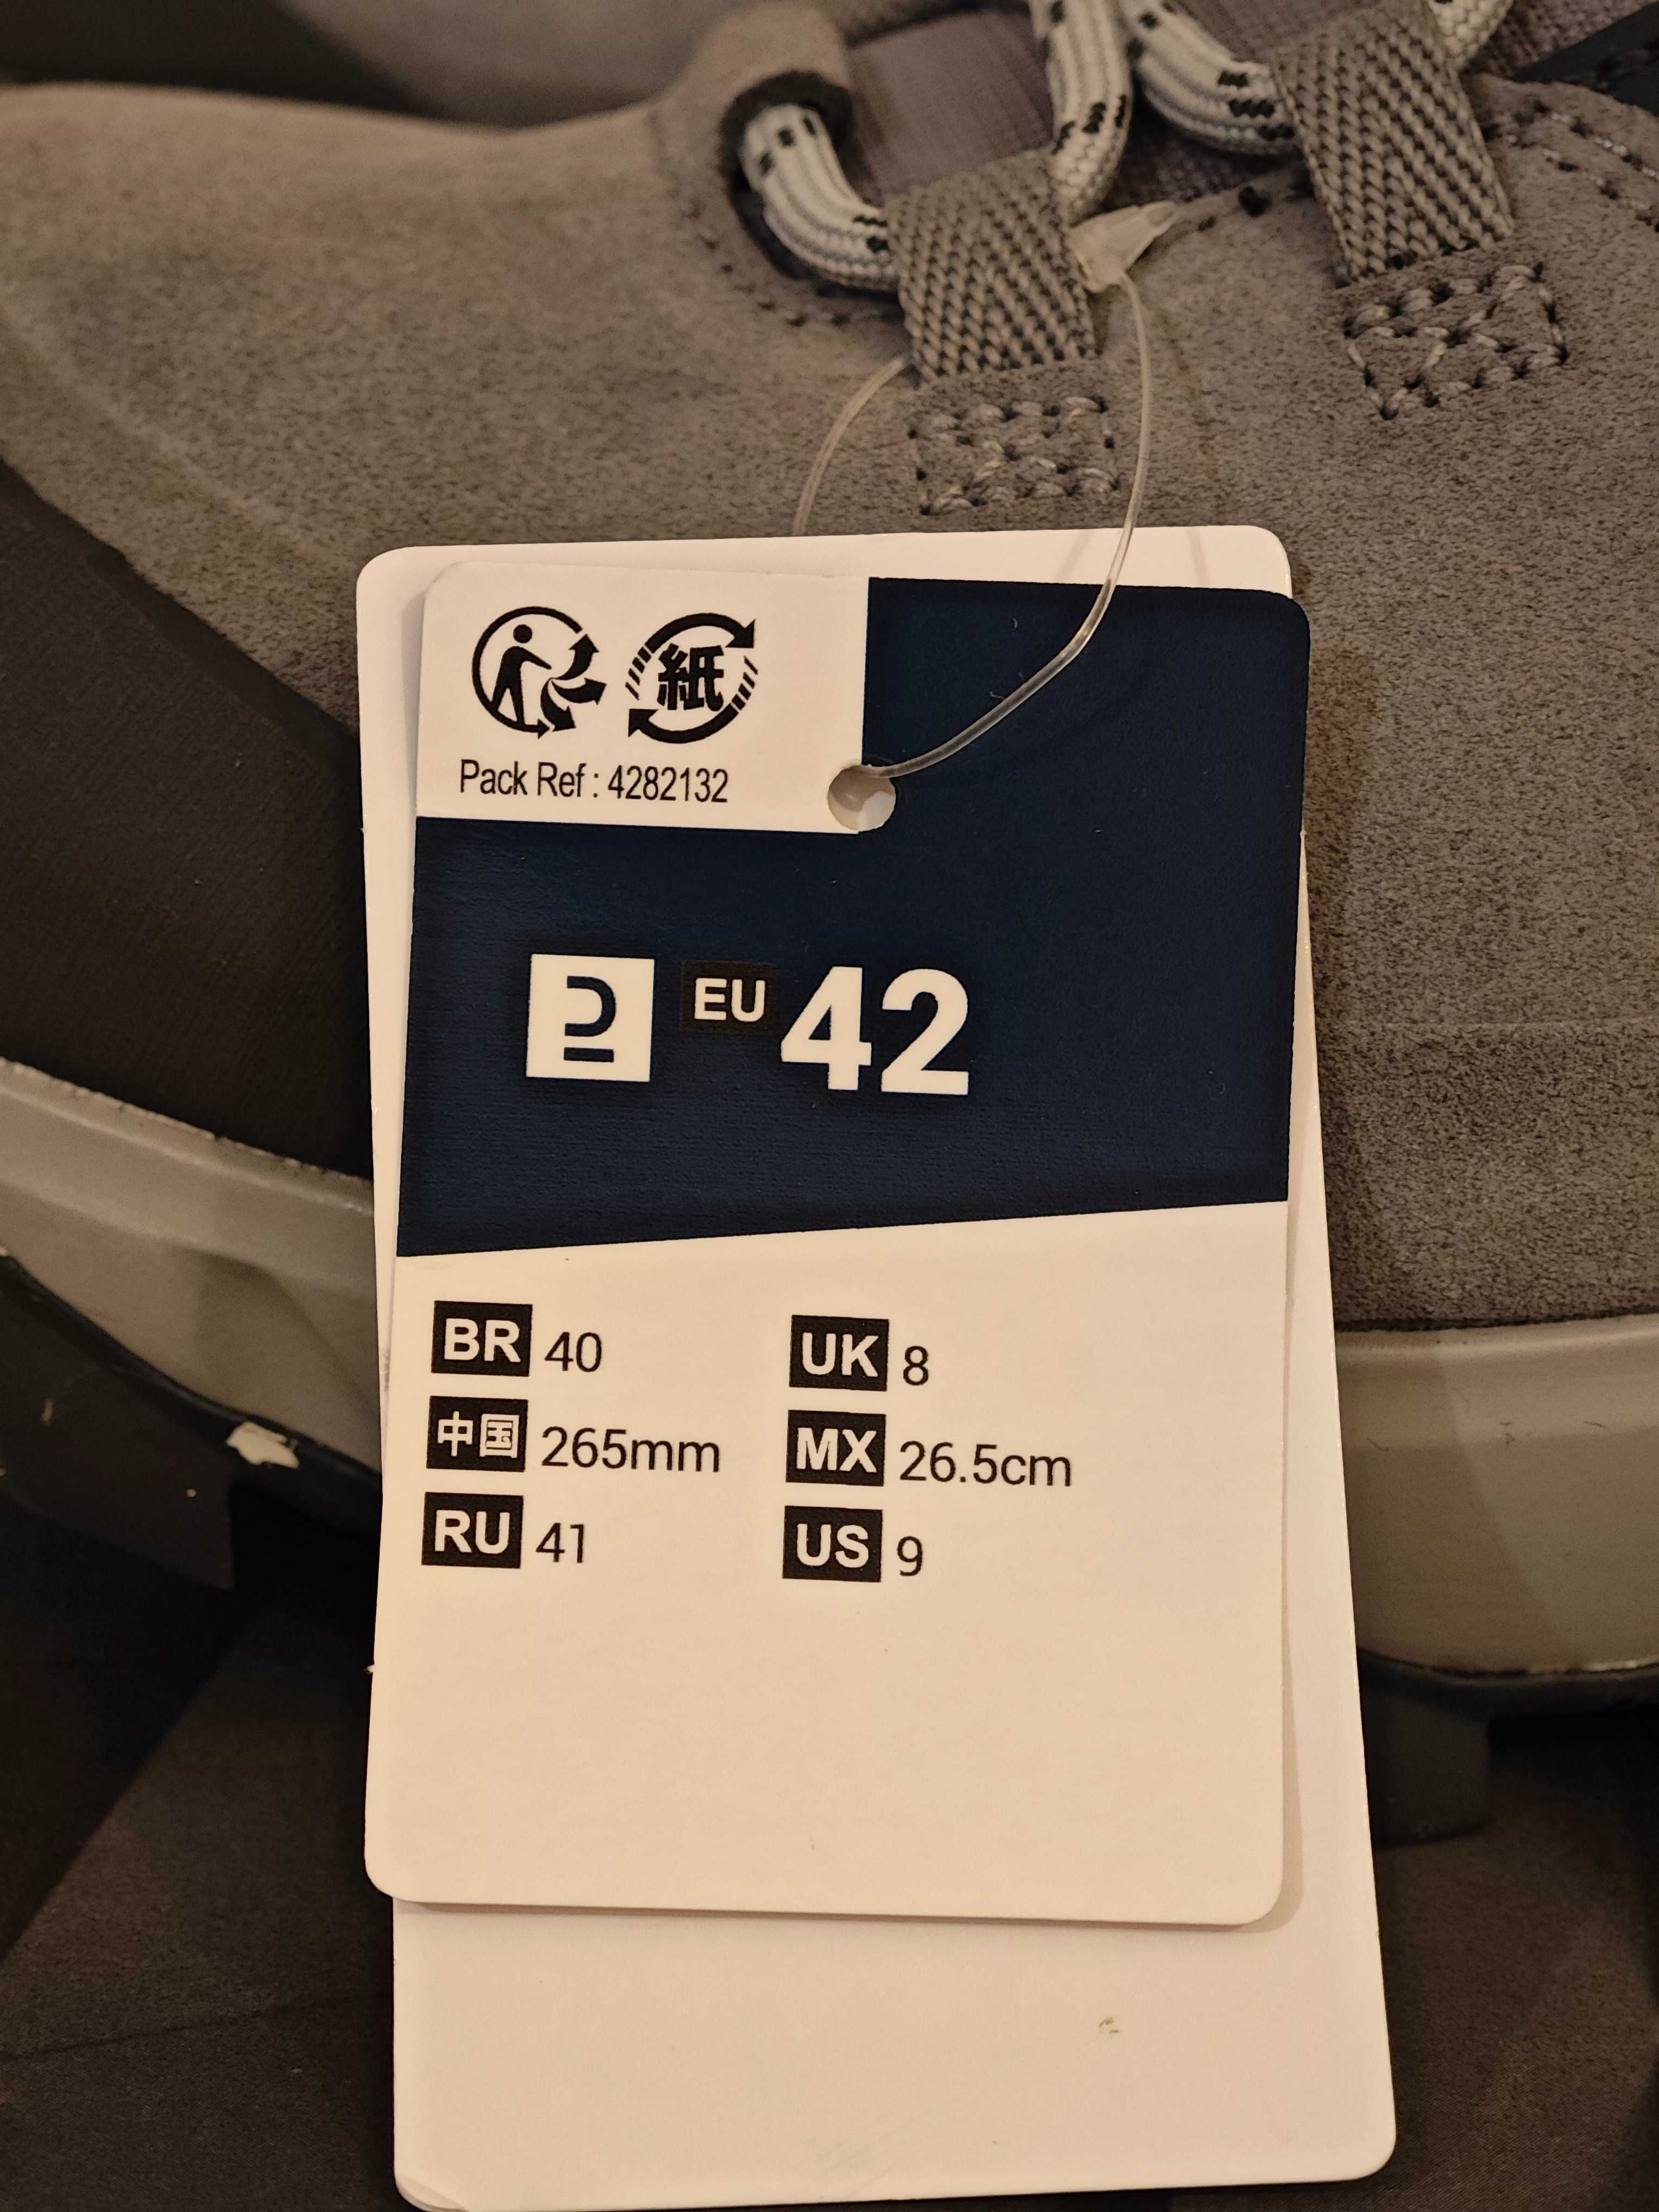 紙
Pack Ref : 4282132
EU 42
BR 40
UK 8
中国 265mm
MX 26.5cm
RU 41
US 9